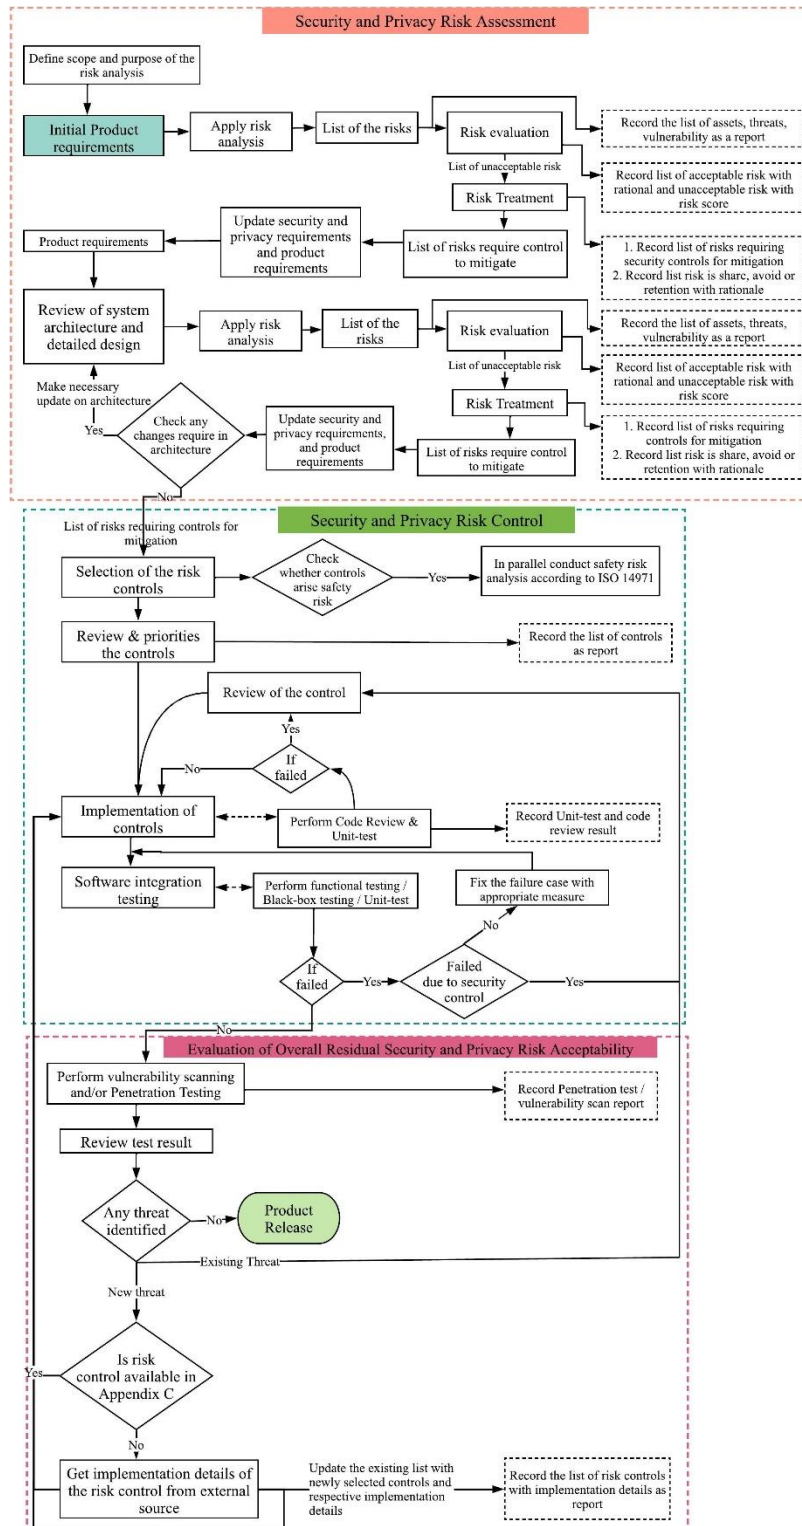 Security and Privacy Risk Assessment
Define scope and purpose of the
risk analysis
Initial Product
requirements
Apply risk
analysis
List of the risks
Risk evaluation
Record the list of assets, threats,
vulnerability as a report
List of unacceptable risk
Record list of acceptable risk with
rational and unacceptable risk with
risk score
Risk Treatment
Product requirements
Update security and
privacy requirements
and product
requirements
List of risks require control
to mitigate
1. Record list of risks requiring
security controls for mitigation
2. Record list risk is share, avoid or
retention with rationale
Review of system
architecture and
detailed design
Apply risk
analysis
List of the
risks
Risk evaluation
Record the list of assets, threats,
vulnerability as a report
List of unacceptable risk
Record list of acceptable risk with
rational and unacceptable risk with
risk score
Make necessary
update on architecture
Yes
Check any
changes require in
architecture
Update security and
privacy requirements,
and product
requirements
Risk Treatment
List of risks require control
to mitigate
1. Record list of risks requiring
controls for mitigation
2. Record list risk is share, avoid or
retention with rationale
No
Security and Privacy Risk Control
List of risks requiring controls for
mitigation
Selection of the risk
controls
Check
whether controls
arise safety
risk
Yes
In parallel conduct safety risk
analysis according to ISO 14971
Review & priorities
the controls
Record the list of controls
as report
Review of the control
Yes
If
failed
No
Implementation of
controls
Perform Code Review &
Unit-test
Record Unit-test and code
review result
Software integration
testing
Perform functional testing /
Black-box testing / Unit-test
Fix the failure case with
appropriate measure
No
If
failed
Yes
Failed
due to security
control
Yes
No
Evaluation of Overall Residual Security and Privacy Risk Acceptability
Perform vulnerability scanning
and/or Penetration Testing
Record Penetration test /
vulnerability scan report
Review test result
Any threat
identified
No
Product
Release
Existing Threat
New threat
Is risk
control available in
Appendix C
Yes
No
Get implementation details of
the risk control from external
source
Update the existing list with
newly selected controls and
respective implementation
details
Record the list of risk controls
with implementation details as
report